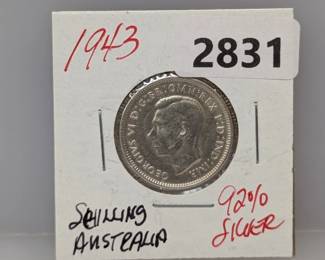 1943
2831
GEORGIVS VI D:G:BR:OMN:REX F:D:IND:IMP.
SHILLING
AUSTRALIA
92%
SILVER